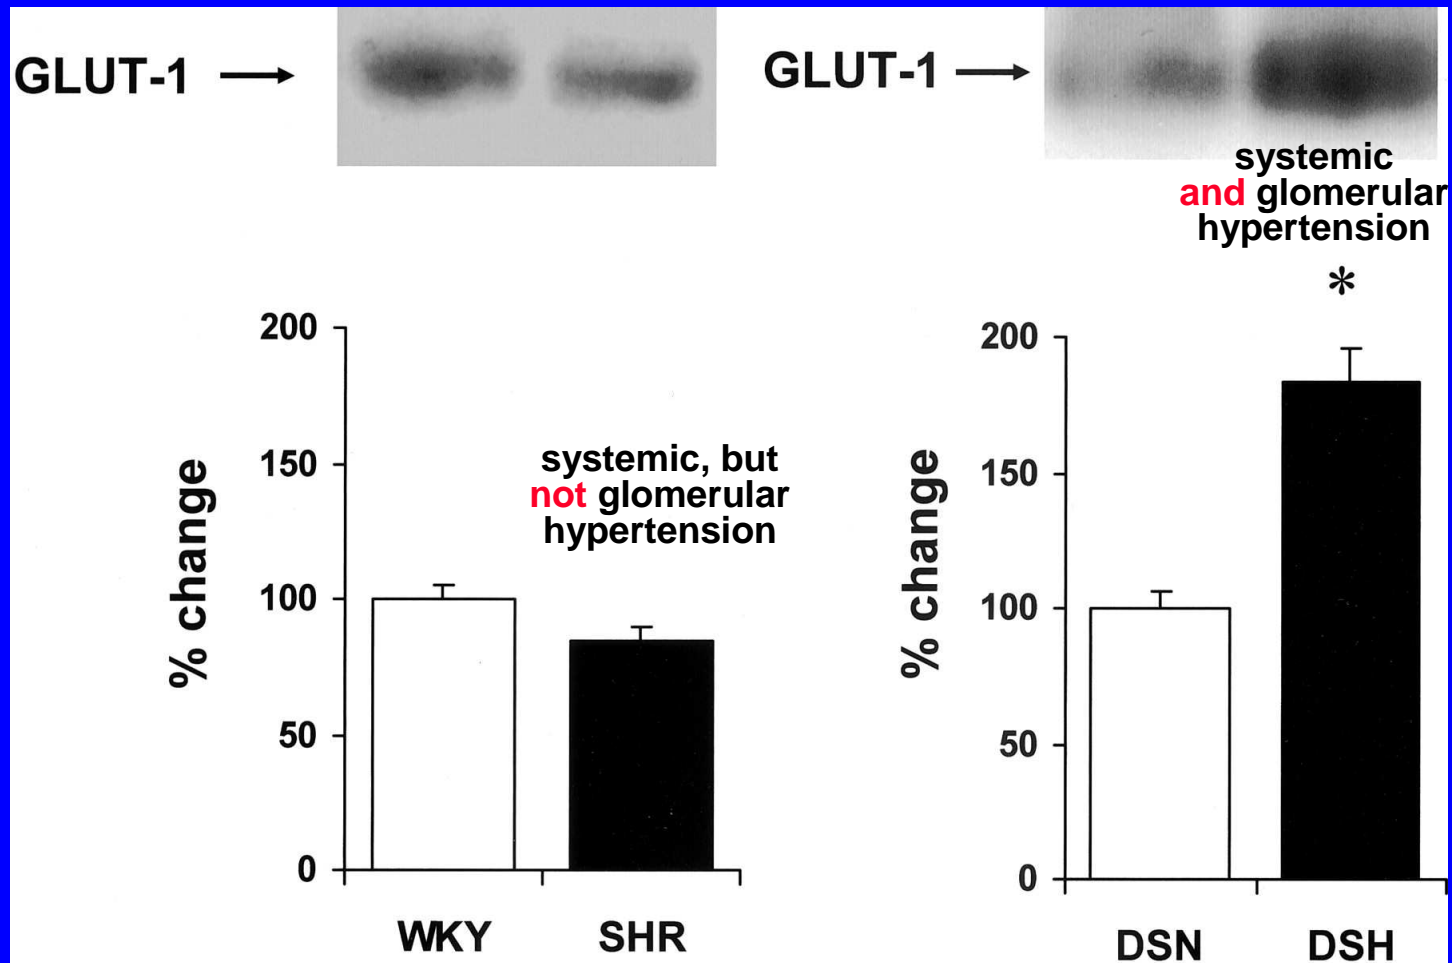 GLUT-1
GLUT-1
systemic
and glomerular
hypertension
*
200
150
100
50
0
% change
systemic, but
not glomerular
hypertension
WKY
SHR
200
150
100
50
0
% change
DSN
DSH